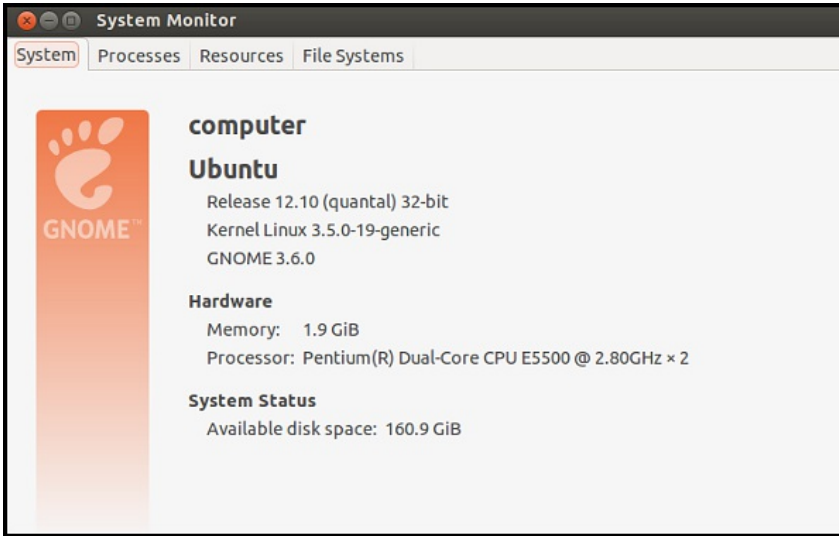 System Monitor
System Processes Resources File Systems
GNOME™
computer
Ubuntu
Release 12.10 (quantal) 32-bit
Kernel Linux 3.5.0-19-generic
GNOME 3.6.0
Hardware
Memory: 1.9 GiB
Processor: Pentium(R) Dual-Core CPU E5500 @ 2.80GHz × 2
System Status
Available disk space: 160.9 GiB